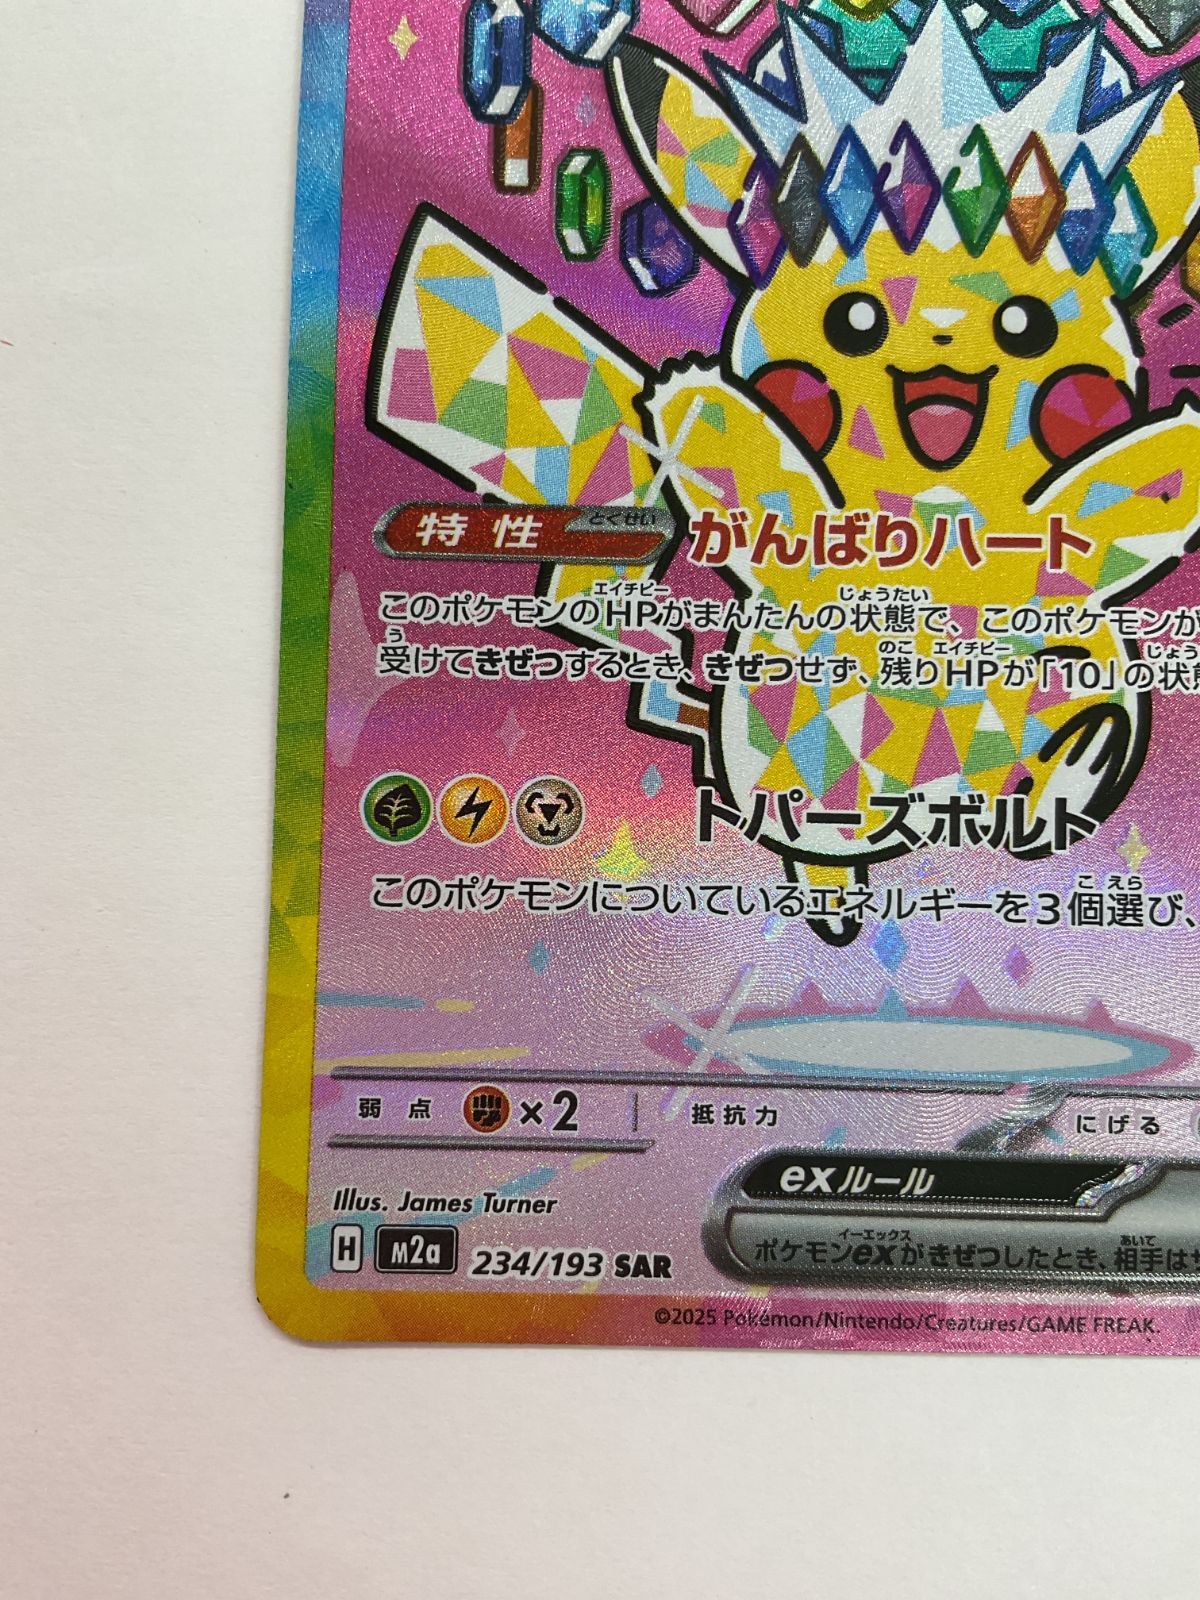 特性 とくせい がんばりハート
エイチピー じょうたい
このポケモンのHPがまんたんの状態で、このポケモンが
う のこ エイチピー じょう
受けてきぜつするとき、きぜつせず、残りHPが「10」の状態
トパーズボルト
こ えら
このポケモンについているエネルギーを3個選び、
弱点 ×2 抵抗力 にげる
exルール
Illus. James Turner
イーエックス あいて
ポケモンexがきぜつしたとき、相手は
H M2a 234/193 SAR
©2025 Pokémon/Nintendo/Creatures/GAME FREAK.